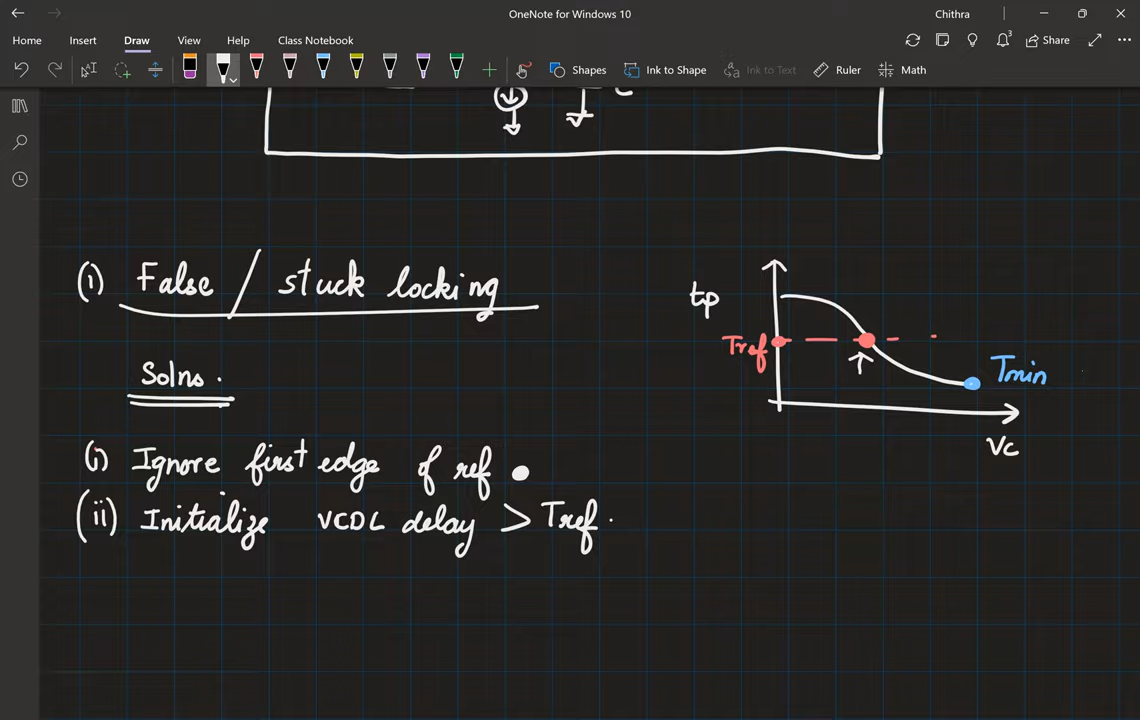 OneNote for Windows 10
Chithra
Home Insert Draw View Help Class Notebook
Share
Shapes Ink to Shape Ink to Text Ruler Math
(i) False / stuck locking
Solns.
(i) Ignore first edge of ref
(ii) Initialize VCDL delay > Tref.
tp
Tref
Tmin
Vc